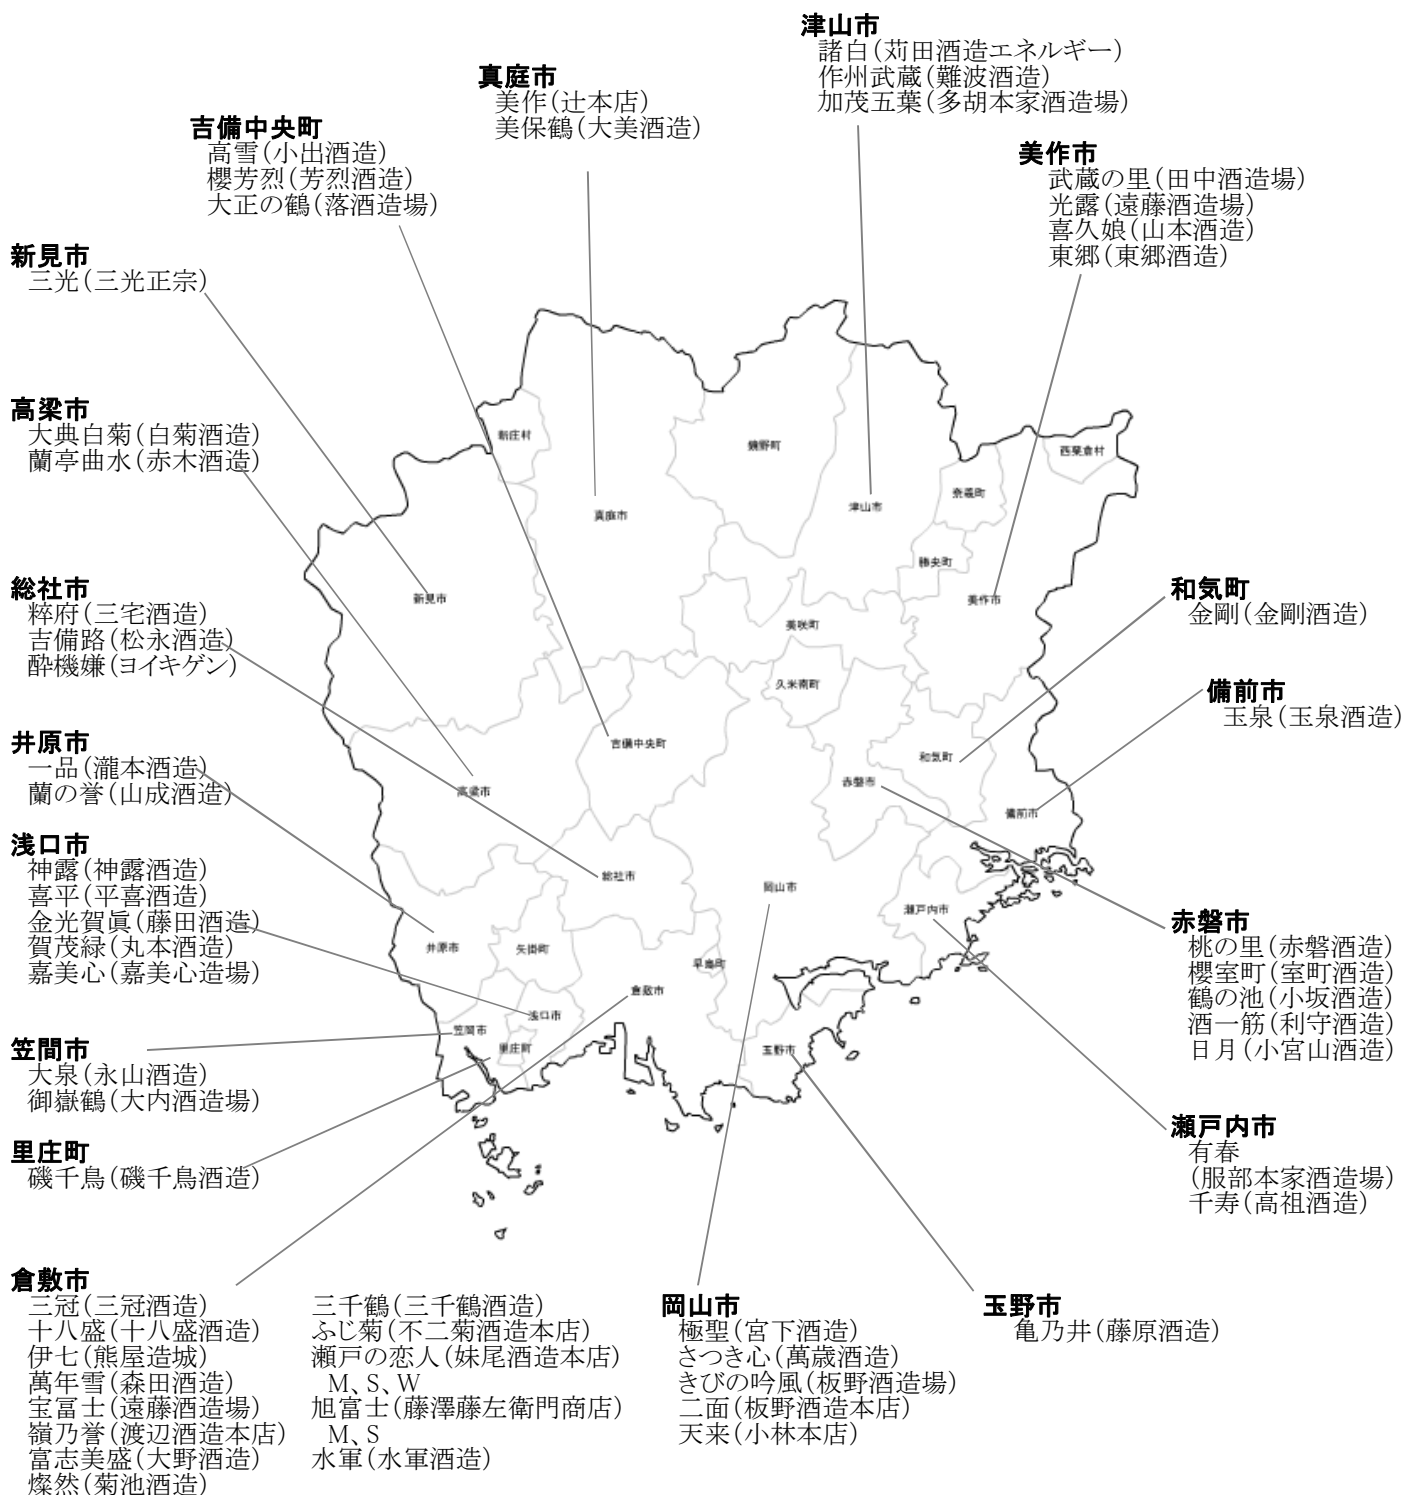 津山市
諸白（苅田酒造エネルギー）
作州武蔵（難波酒造）
加茂五葉（多胡本家酒造場）
真庭市
美作（辻本店）
美保鶴（大美酒造）
吉備中央町
高雪（小出酒造）
櫻芳烈（芳烈酒造）
大正の鶴（落酒造場）
美作市
武蔵の里（田中酒造場）
光露（遠藤酒造場）
喜久娘（山本酒造）
東郷（東郷酒造）
新見市
三光（三光正宗）
高梁市
大典白菊（白菊酒造）
蘭亭曲水（赤木酒造）
総社市
粹府（三宅酒造）
吉備路（松永酒造）
酔機嫌（ヨイキゲン）
井原市
一品（瀧本酒造）
蘭の誉（山成酒造）
浅口市
神露（神露酒造）
喜平（平喜酒造）
金光賀眞（藤田酒造）
賀茂緑（丸本酒造）
嘉美心（嘉美心造場）
笠間市
大泉（永山酒造）
御嶽鶴（大内酒造場）
里庄町
磯千鳥（磯千鳥酒造）
新庄村
鏡野町
西粟倉村
奈義町
津山市
真庭市
勝央町
新見市
美作市
美咲町
久米南町
吉備中央町
和気町
赤磐市
高梁市
備前市
総社市
岡山市
瀬戸内市
井原市
矢掛町
早島町
倉敷市
浅口市
笠間市
里庄町
玉野市
和気町
金剛（金剛酒造）
備前市
玉泉（玉泉酒造）
赤磐市
桃の里（赤磐酒造）
櫻室町（室町酒造）
鶴の池（小坂酒造）
酒一筋（利守酒造）
日月（小宮山酒造）
瀬戸内市
有春
（服部本家酒造場）
千寿（高祖酒造）
倉敷市
三冠（三冠酒造）
十八盛（十八盛酒造）
伊七（熊屋造城）
萬年雪（森田酒造）
宝冨士（遠藤酒造場）
嶺乃誉（渡辺酒造本店）
富志美盛（大野酒造）
燦然（菊池酒造）
三千鶴（三千鶴酒造）
ふじ菊（不二菊酒造本店）
瀬戸の恋人（妹尾酒造本店）
M、S、W
旭富士（藤澤藤左衛門商店）
M、S
水軍（水軍酒造）
岡山市
極聖（宮下酒造）
さつき心（萬歳酒造）
きびの吟風（板野酒造場）
二面（板野酒造本店）
天来（小林本店）
玉野市
亀乃井（藤原酒造）